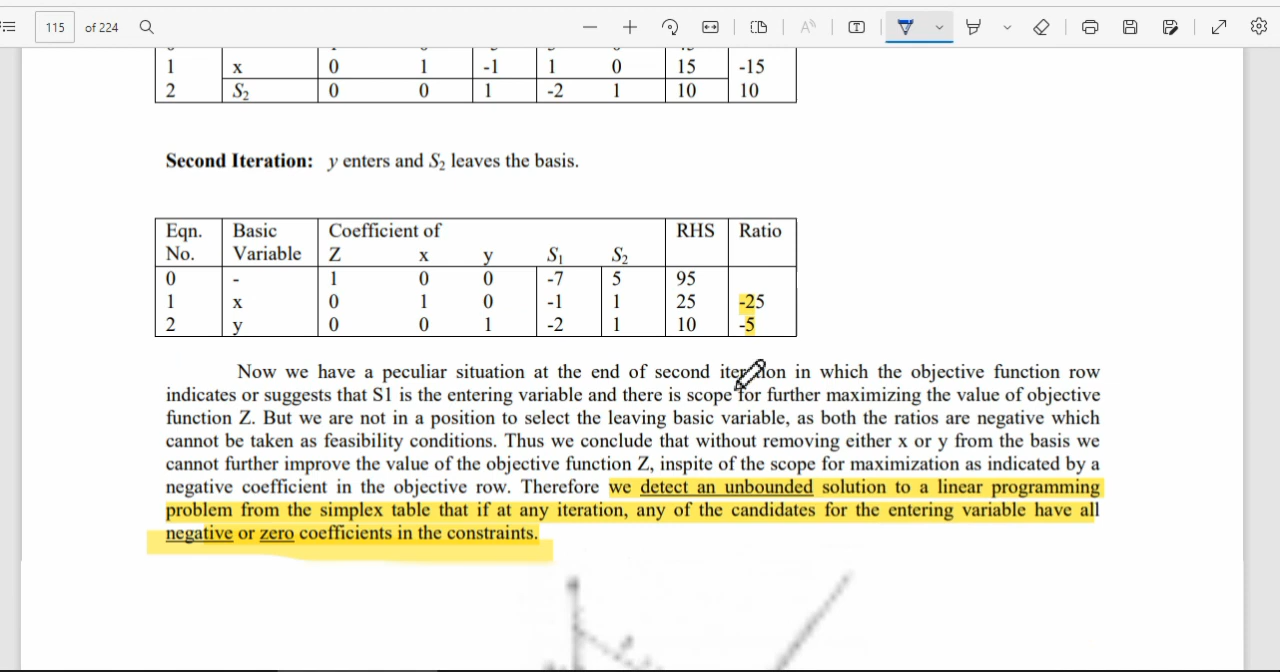 115 of 224
1 x 0 1 -1 1 0 15 -15
2 S2 0 0 1 -2 1 10 10
Second Iteration: y enters and S2 leaves the basis.
Eqn. Basic Coefficient of RHS Ratio
No. Variable Z x y S1 S2
0 - 1 0 0 -7 5 95
1 x 0 1 0 -1 1 25 -25
2 y 0 0 1 -2 1 10 -5
Now we have a peculiar situation at the end of second iteration in which the objective function row
indicates or suggests that S1 is the entering variable and there is scope for further maximizing the value of objective
function Z. But we are not in a position to select the leaving basic variable, as both the ratios are negative which
cannot be taken as feasibility conditions. Thus we conclude that without removing either x or y from the basis we
cannot further improve the value of the objective function Z, inspite of the scope for maximization as indicated by a
negative coefficient in the objective row. Therefore we detect an unbounded solution to a linear programming
problem from the simplex table that if at any iteration, any of the candidates for the entering variable have all
negative or zero coefficients in the constraints.